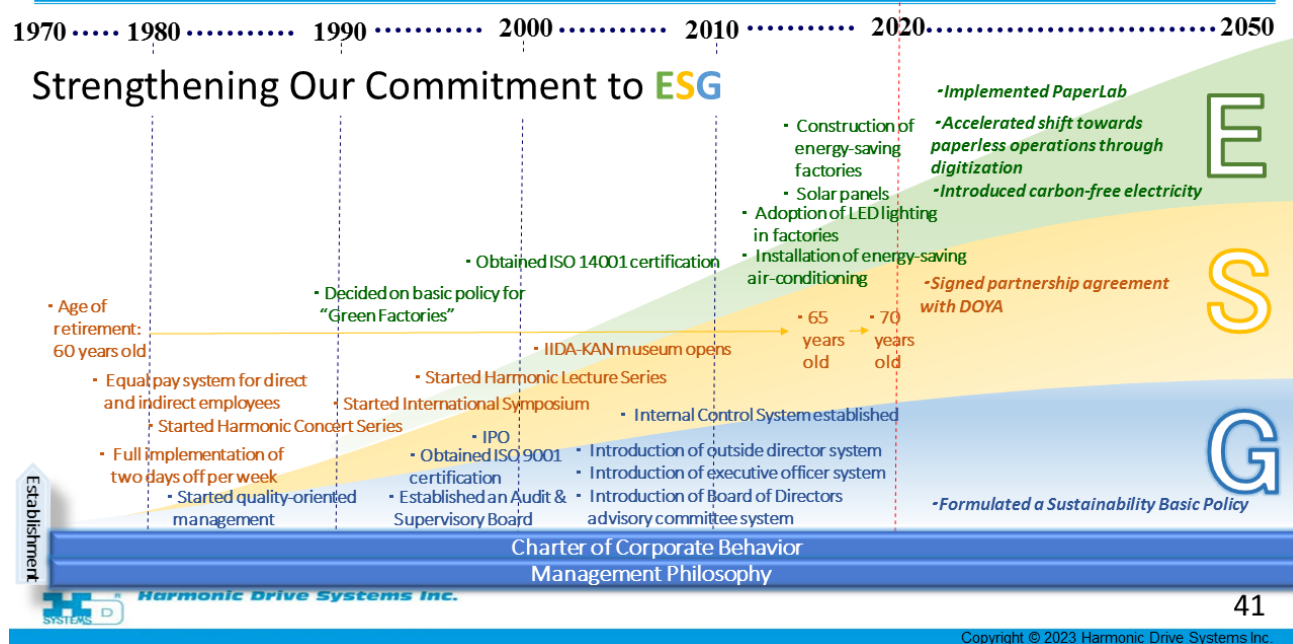 1970 ····· 1980 ········ 1990 ········ 2000 ········ 2010 ········ 2020 ················ 2050
Strengthening Our Commitment to ESG
-Implemented PaperLab
-Accelerated shift towards
paperless operations through
digitization
-Introduced carbon-free electricity
E
・Construction of
energy-saving
factories
・Solar panels
・Adoption of LED lighting
in factories
・Installation of energy-saving
air-conditioning
・Obtained ISO 14001 certification
・Decided on basic policy for
“Green Factories”
・Age of
retirement:
60 years old
・65
years
old
・70
years
old
-Signed partnership agreement
with DOYA
S
・IIDA-KAN museum opens
・Equal pay system for direct
and indirect employees
・Started Harmonic Lecture Series
・Started International Symposium
・Started Harmonic Concert Series
・Full implementation of
two days off per week
・Internal Control System established
・IPO
・Obtained ISO 9001
certification
・Introduction of outside director system
・Introduction of executive officer system
・Started quality-oriented
management
・Established an Audit &
Supervisory Board
・Introduction of Board of Directors
advisory committee system
-Formulated a Sustainability Basic Policy
G
Establishment
Charter of Corporate Behavior
Management Philosophy
H D SYSTEMS ® Harmonic Drive Systems Inc.
41
Copyright © 2023 Harmonic Drive Systems Inc.